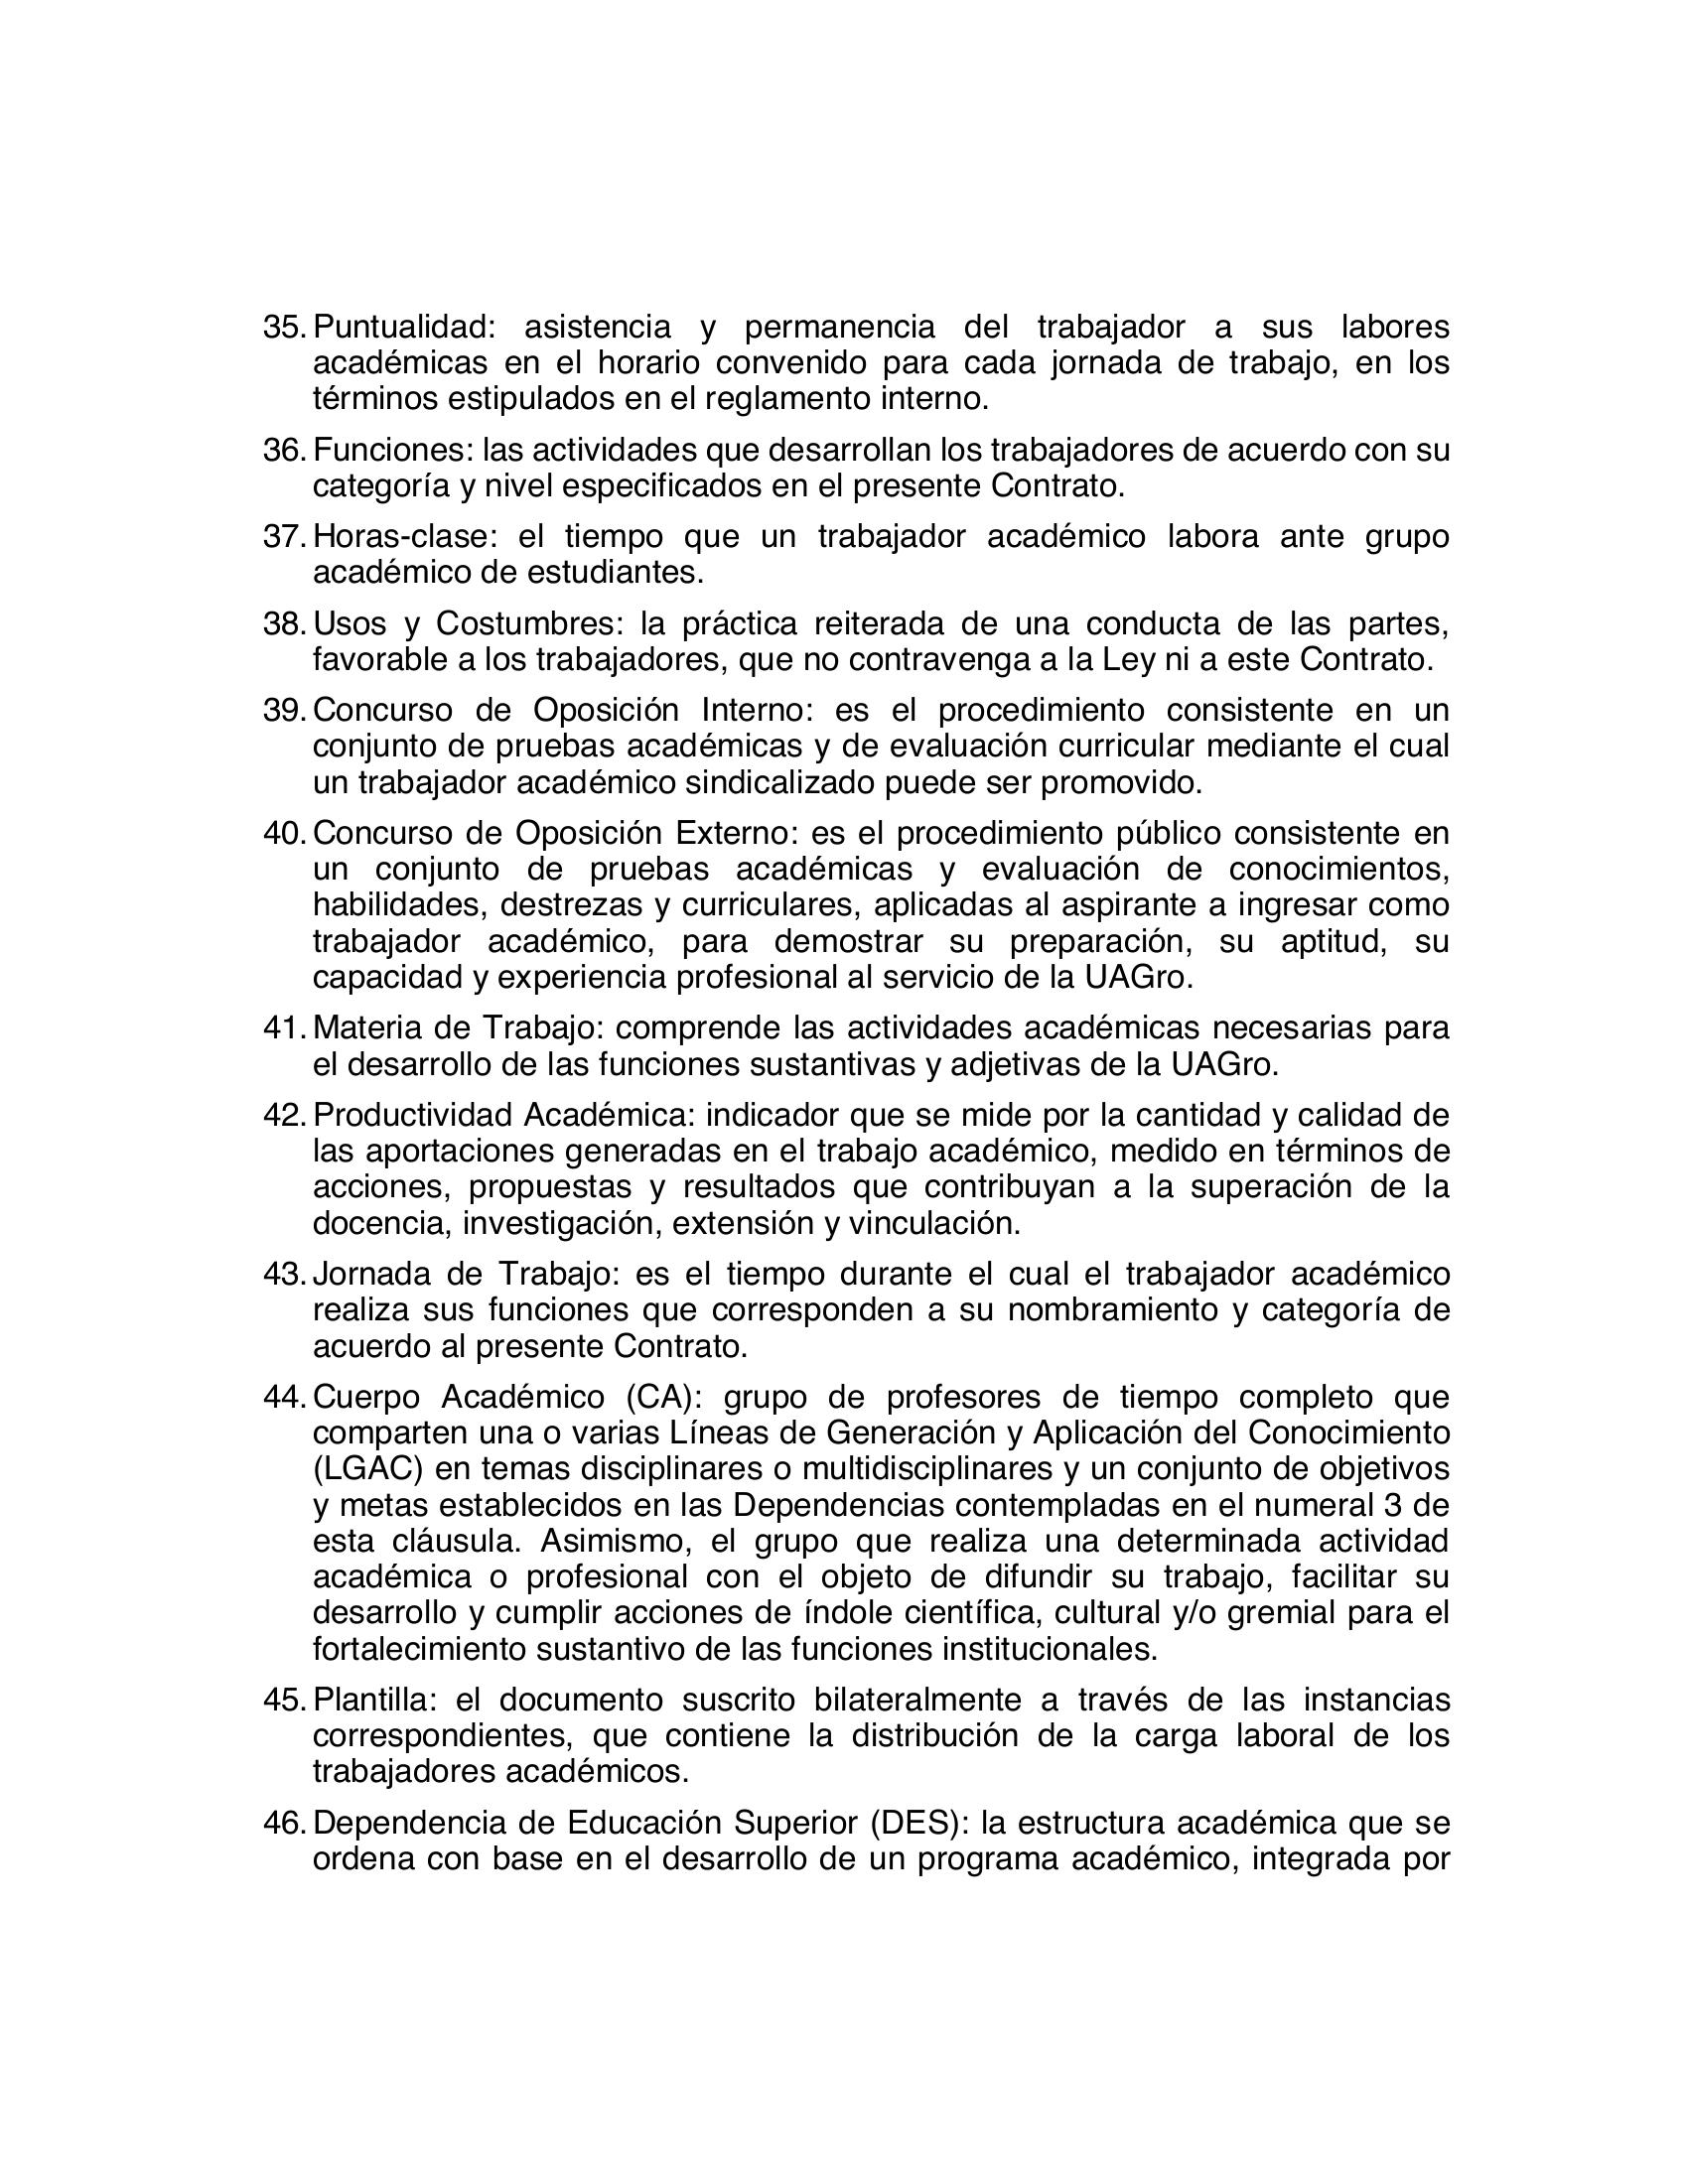 35. Puntualidad: asistencia y permanencia del trabajador a sus labores
académicas en el horario convenido para cada jornada de trabajo, en los
términos estipulados en el reglamento interno.
36. Funciones: las actividades que desarrollan los trabajadores de acuerdo con su
categoría y nivel especificados en el presente Contrato.
37. Horas-clase: el tiempo que un trabajador académico labora ante grupo
académico de estudiantes.
38. Usos y Costumbres: la práctica reiterada de una conducta de las partes,
favorable a los trabajadores, que no contravenga a la Ley ni a este Contrato.
39. Concurso de Oposición Interno: es el procedimiento consistente en un
conjunto de pruebas académicas y de evaluación curricular mediante el cual
un trabajador académico sindicalizado puede ser promovido.
40. Concurso de Oposición Externo: es el procedimiento público consistente en
un conjunto de pruebas académicas y evaluación de conocimientos,
habilidades, destrezas y curriculares, aplicadas al aspirante a ingresar como
trabajador académico, para demostrar su preparación, su aptitud, su
capacidad y experiencia profesional al servicio de la UAGro.
41. Materia de Trabajo: comprende las actividades académicas necesarias para
el desarrollo de las funciones sustantivas y adjetivas de la UAGro.
42. Productividad Académica: indicador que se mide por la cantidad y calidad de
las aportaciones generadas en el trabajo académico, medido en términos de
acciones, propuestas y resultados que contribuyan a la superación de la
docencia, investigación, extensión y vinculación.
43. Jornada de Trabajo: es el tiempo durante el cual el trabajador académico
realiza sus funciones que corresponden a su nombramiento y categoría de
acuerdo al presente Contrato.
44. Cuerpo Académico (CA): grupo de profesores de tiempo completo que
comparten una o varias Líneas de Generación y Aplicación del Conocimiento
(LGAC) en temas disciplinares o multidisciplinares y un conjunto de objetivos
y metas establecidos en las Dependencias contempladas en el numeral 3 de
esta cláusula. Asimismo, el grupo que realiza una determinada actividad
académica o profesional con el objeto de difundir su trabajo, facilitar su
desarrollo y cumplir acciones de índole científica, cultural y/o gremial para el
fortalecimiento sustantivo de las funciones institucionales.
45. Plantilla: el documento suscrito bilateralmente a través de las instancias
correspondientes, que contiene la distribución de la carga laboral de los
trabajadores académicos.
46. Dependencia de Educación Superior (DES): la estructura académica que se
ordena con base en el desarrollo de un programa académico, integrada por